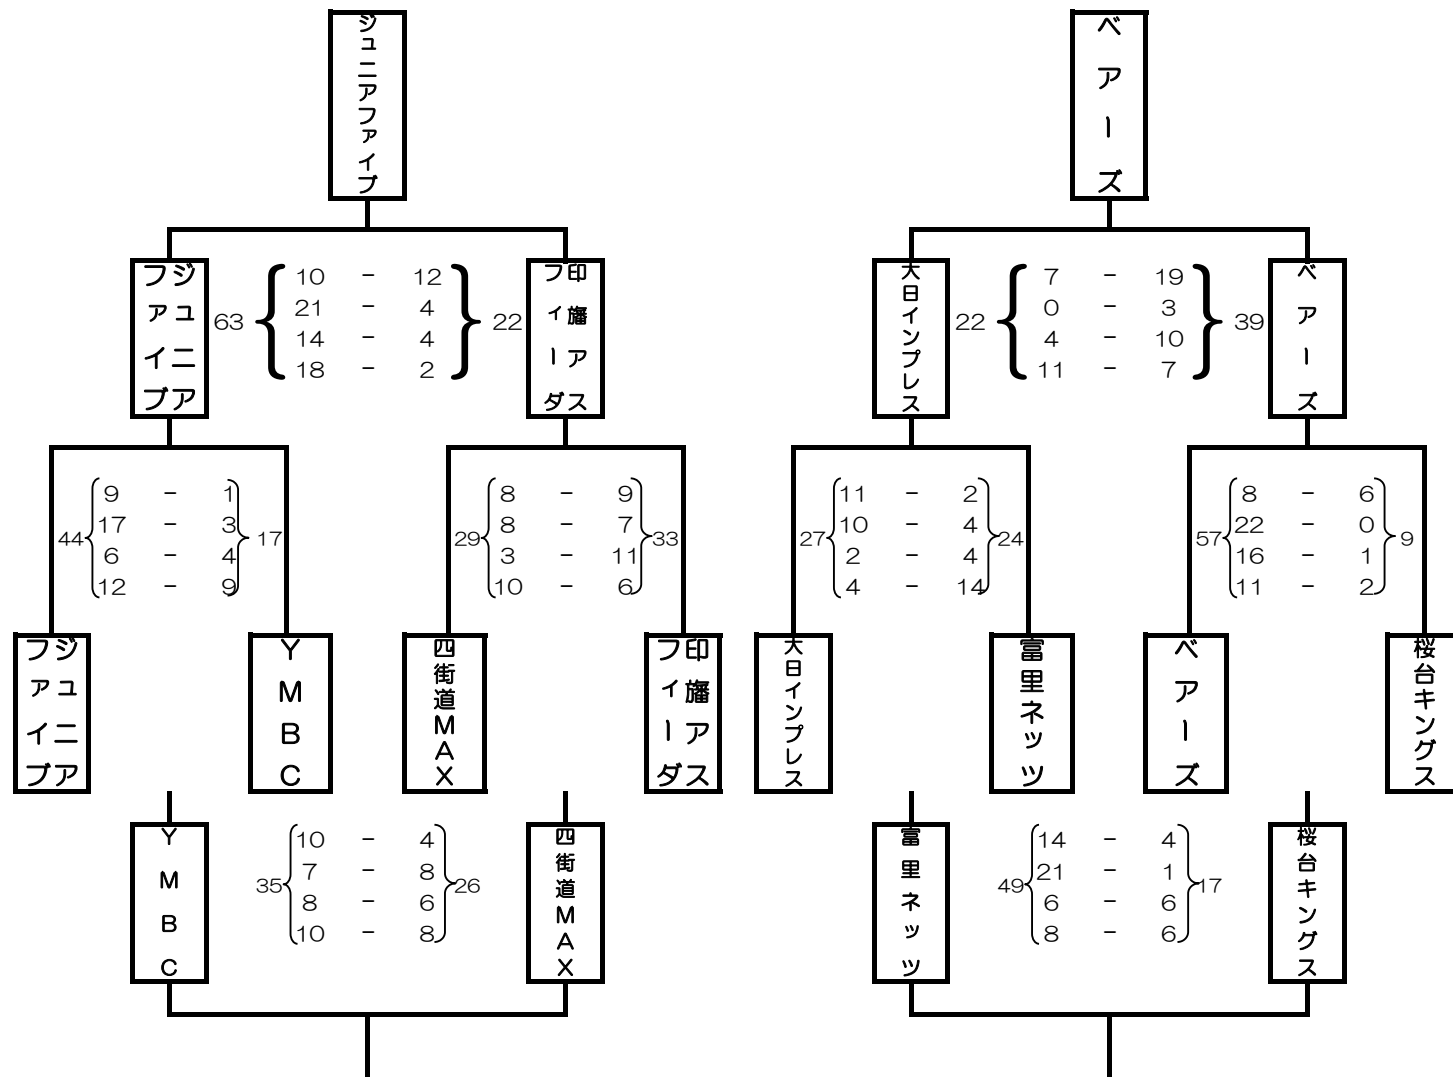 ジュニアファイブ
ベアーズ
ジュニア
ファイブ
63
10 － 12
21 － 4
14 － 4
18 － 2
22
印旛アス
フィーダ
大日インプレス
22
7 － 19
0 － 3
4 － 10
11 － 7
39
ベアーズ
44
9 － 1
17 － 3
6 － 4
12 － 9
17
29
8 － 9
8 － 7
3 － 11
10 － 6
33
27
11 － 2
10 － 4
2 － 4
4 － 14
24
57
8 － 6
22 － 0
16 － 1
11 － 2
9
ジュニア
ファイブ
YMBC
四街道MAX
印旛アス
フィーダ
大日インプレス
富里ネッツ
ベアーズ
桜台キングス
YMBC
35
10 － 4
7 － 8
8 － 6
10 － 8
26
四街道MAX
富里ネッツ
49
14 － 4
21 － 1
6 － 6
8 － 6
17
桜台キングス